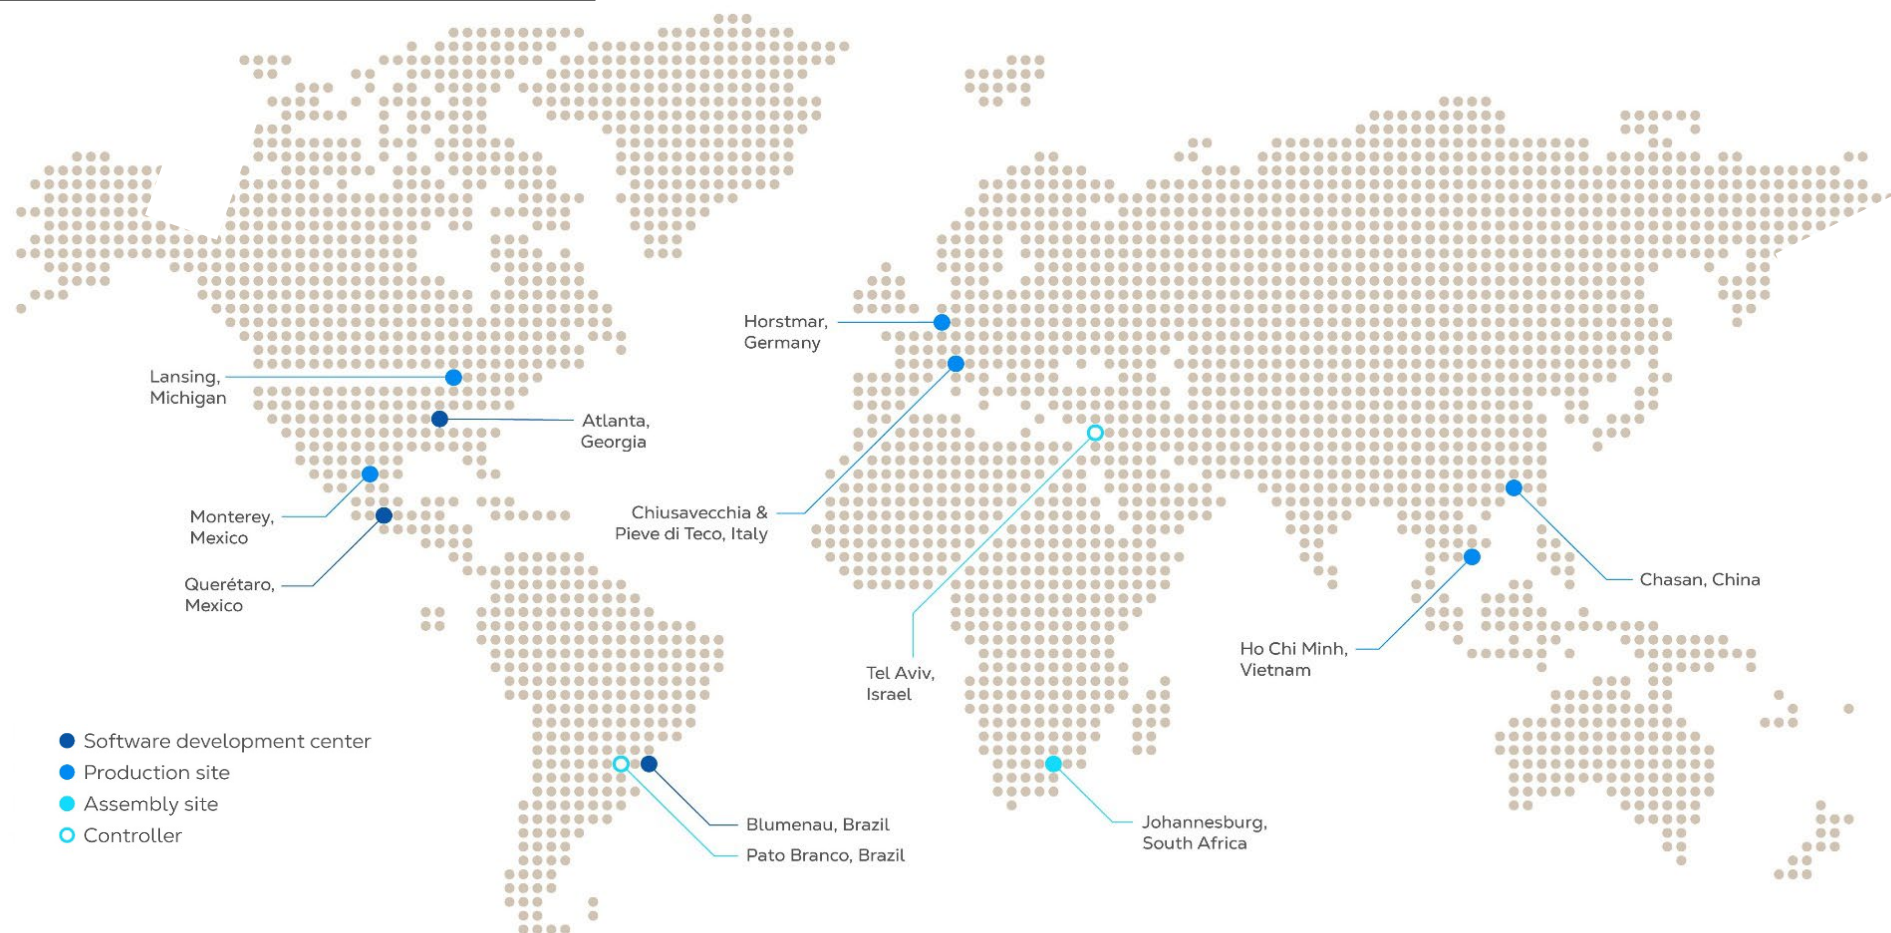 Horstmar,
Germany
Lansing,
Michigan
Atlanta,
Georgia
Monterey,
Mexico
Chiusavecchia &
Pieve di Teco, Italy
Querétaro,
Mexico
Chasan, China
Ho Chi Minh,
Vietnam
Tel Aviv,
Israel
Software development center
Production site
Assembly site
Controller
Blumenau, Brazil
Pato Branco, Brazil
Johannesburg,
South Africa